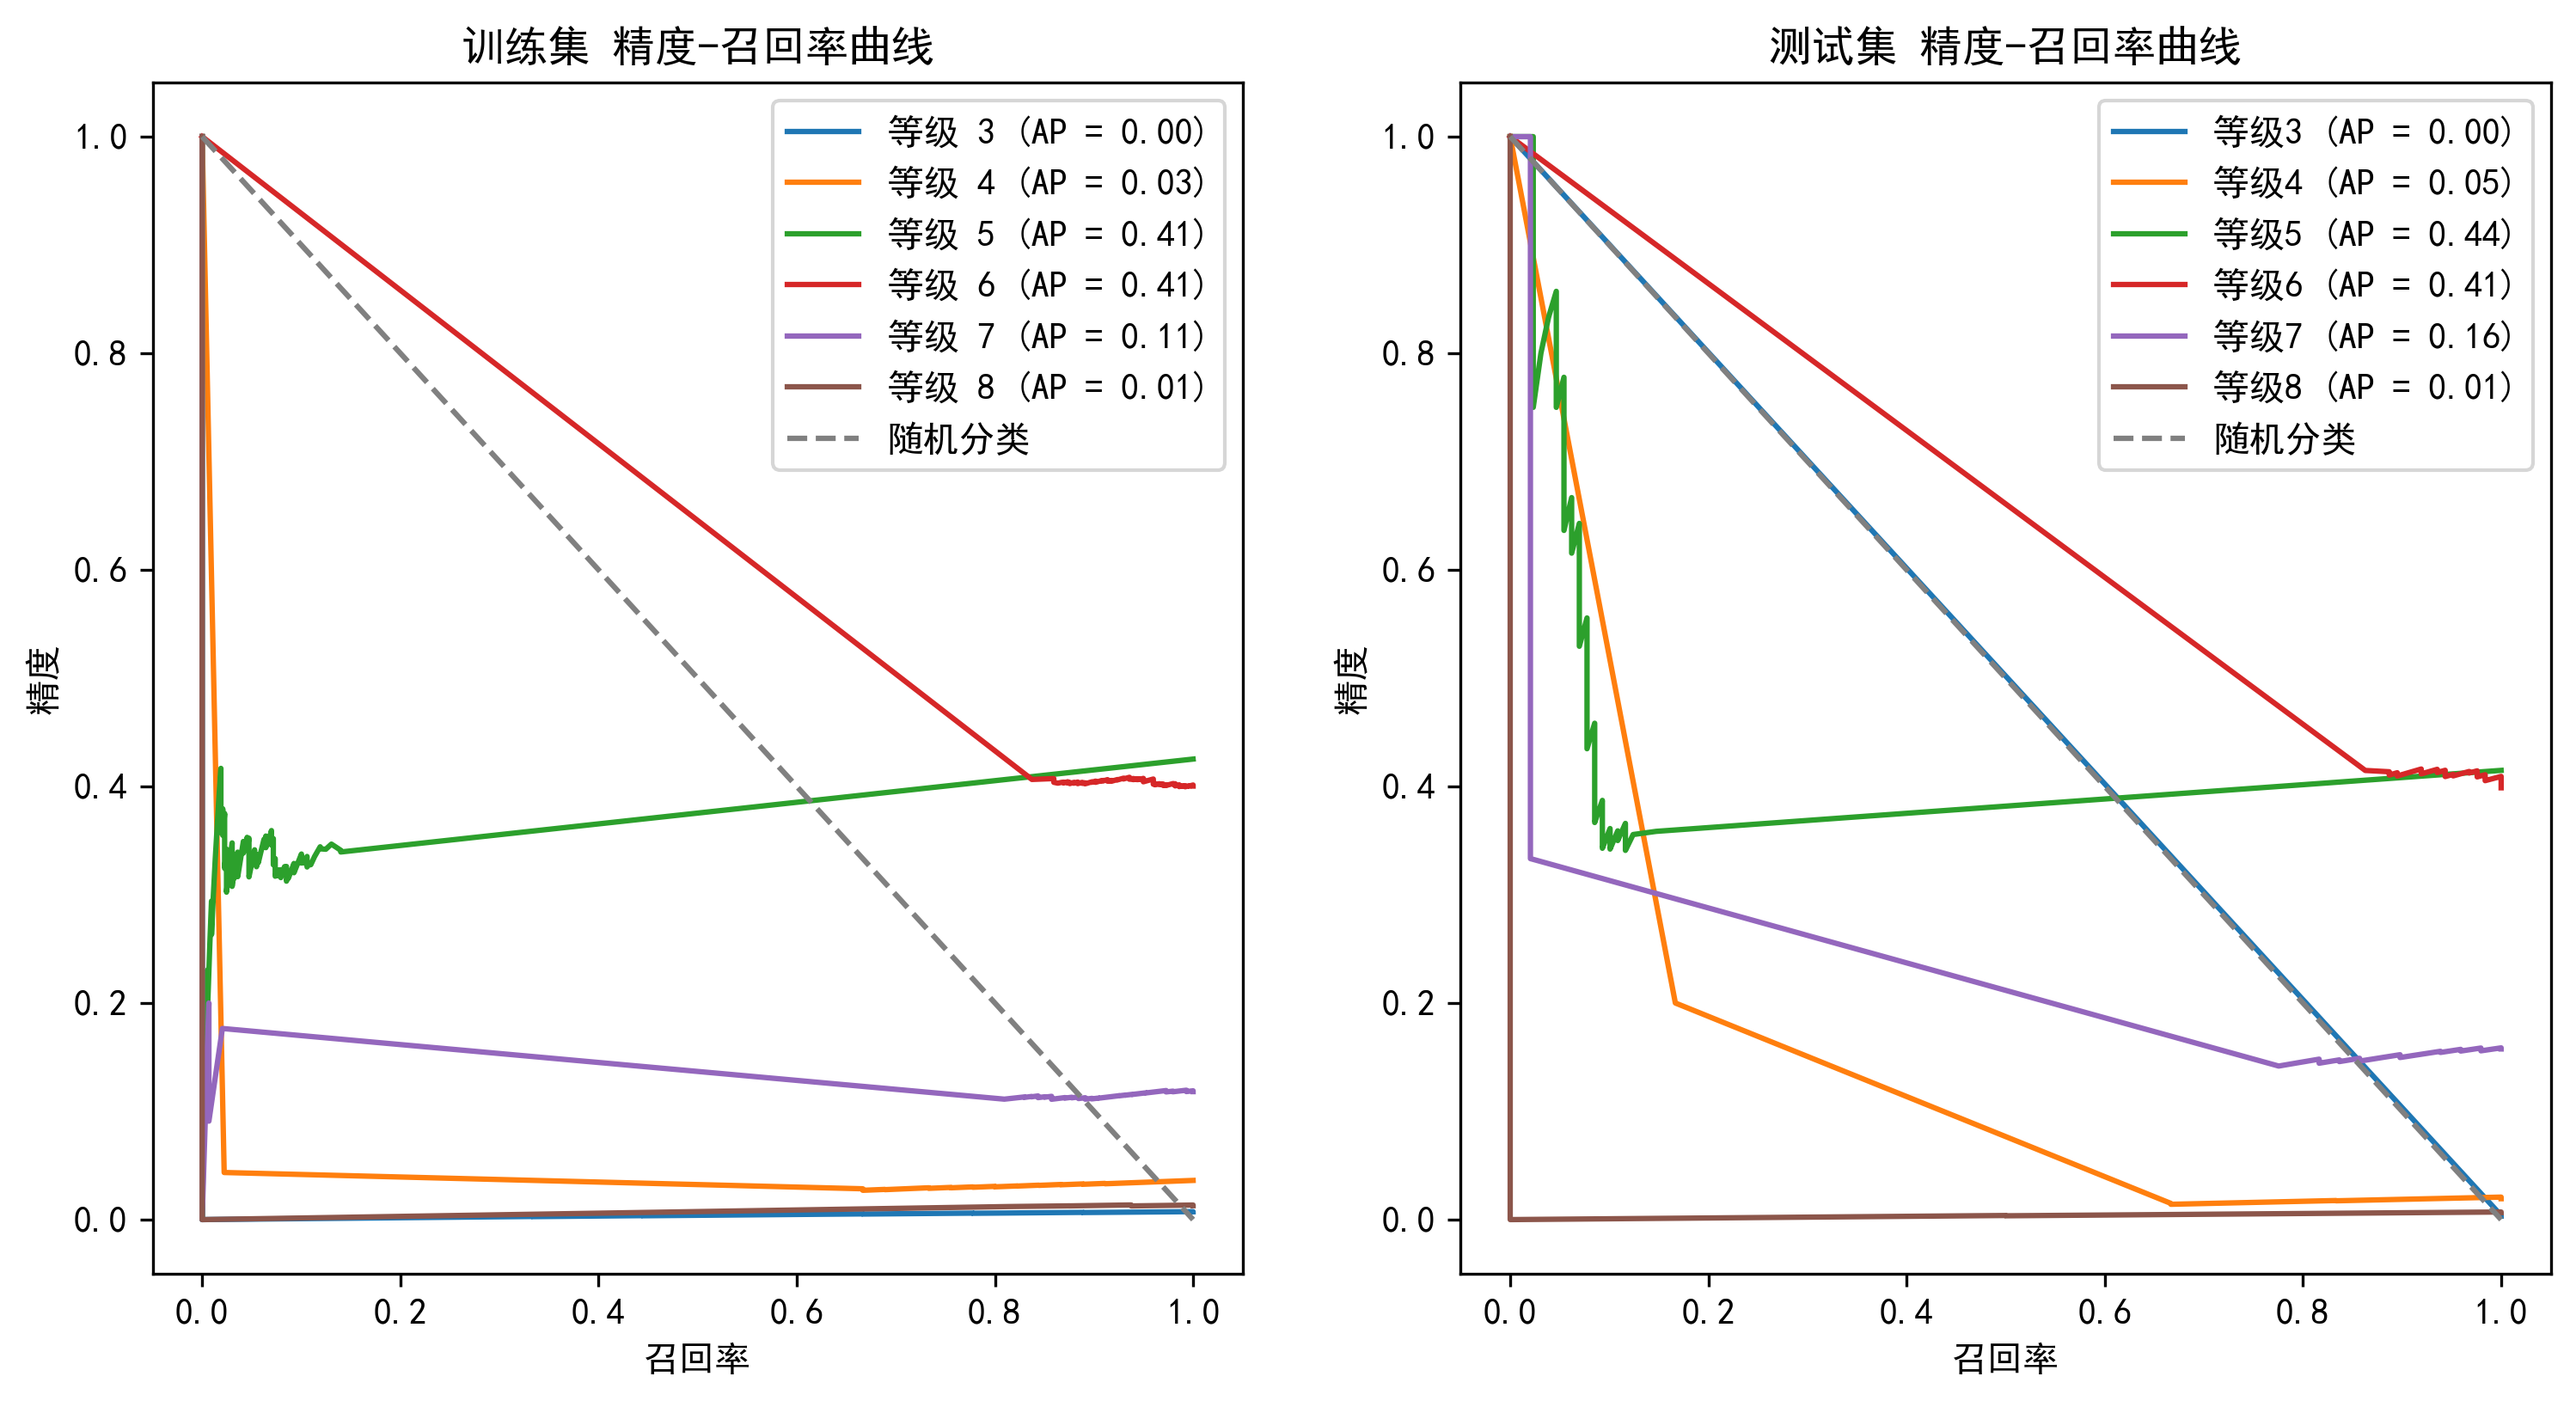 训练集 精度-召回率曲线
1.0
0.8
0.6
0.4
0.2
0.0
精度
0.0 0.2 0.4 0.6 0.8 1.0
召回率
等级 3 (AP = 0.00)
等级 4 (AP = 0.03)
等级 5 (AP = 0.41)
等级 6 (AP = 0.41)
等级 7 (AP = 0.11)
等级 8 (AP = 0.01)
随机分类
测试集 精度-召回率曲线
1.0
0.8
0.6
0.4
0.2
0.0
精度
0.0 0.2 0.4 0.6 0.8 1.0
召回率
等级3 (AP = 0.00)
等级4 (AP = 0.05)
等级5 (AP = 0.44)
等级6 (AP = 0.41)
等级7 (AP = 0.16)
等级8 (AP = 0.01)
随机分类